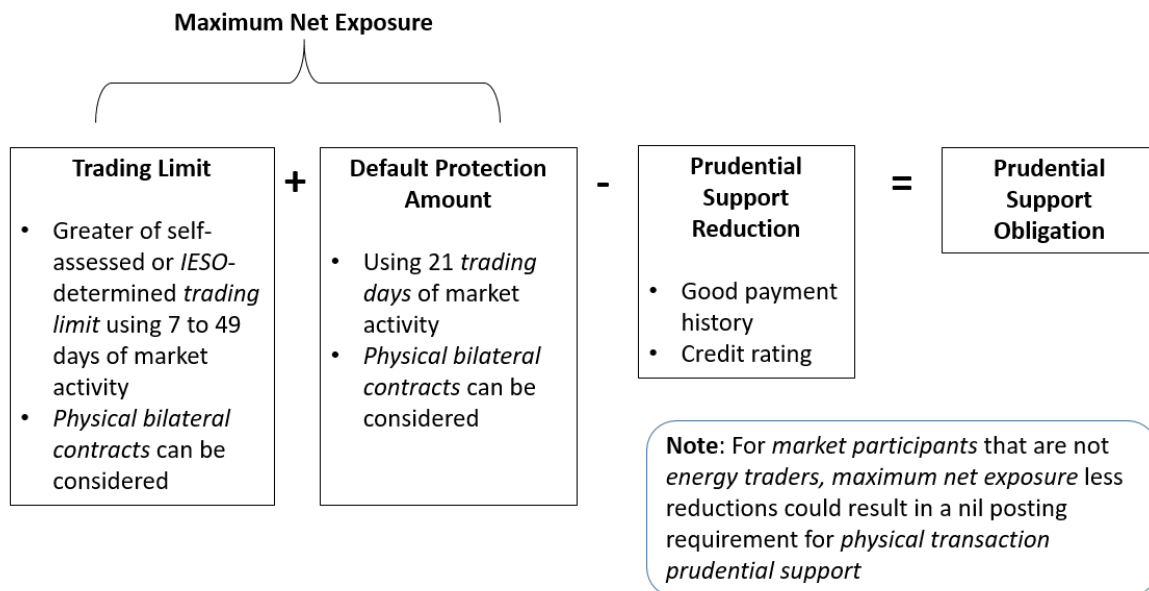 Maximum Net Exposure
Trading Limit
• Greater of self-
assessed or IESO-
determined trading
limit using 7 to 49
days of market
activity
• Physical bilateral
contracts can be
considered
+
Default Protection
Amount
• Using 21 trading
days of market
activity
• Physical bilateral
contracts can be
considered
-
Prudential
Support
Reduction
• Good payment
history
• Credit rating
=
Prudential
Support
Obligation
Note: For market participants that are not
energy traders, maximum net exposure less
reductions could result in a nil posting
requirement for physical transaction
prudential support